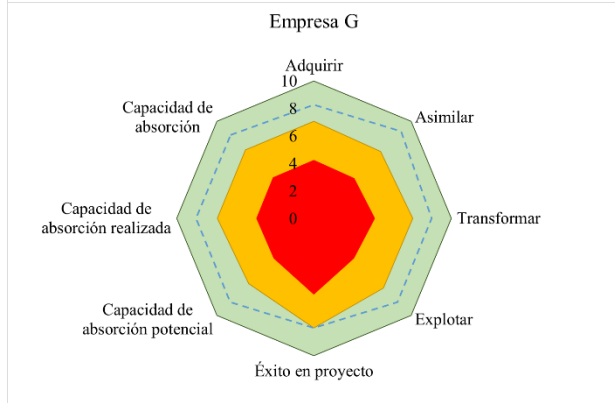 Empresa G
Adquirir
10
8
6
4
2
0
Asimilar
Transformar
Explotar
Éxito en proyecto
Capacidad de
absorción potencial
Capacidad de
absorción realizada
Capacidad de
absorción